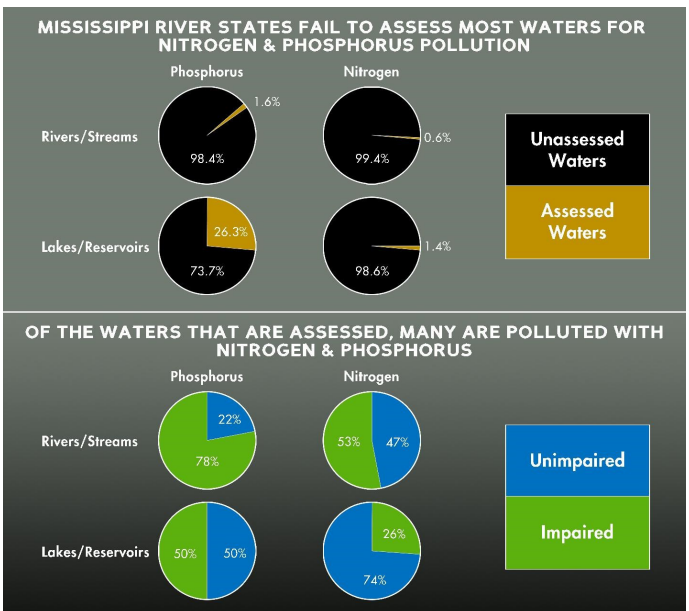 MISSISSIPPI RIVER STATES FAIL TO ASSESS MOST WATERS FOR
NITROGEN & PHOSPHORUS POLLUTION
Phosphorus
Nitrogen
Rivers/Streams
1.6%
98.4%
0.6%
99.4%
Unassessed
Waters
Assessed
Waters
Lakes/Reservoirs
26.3%
73.7%
1.4%
98.6%
OF THE WATERS THAT ARE ASSESSED, MANY ARE POLLUTED WITH
NITROGEN & PHOSPHORUS
Phosphorus
Nitrogen
Rivers/Streams
22%
78%
53%
47%
Unimpaired
Impaired
Lakes/Reservoirs
50%
50%
26%
74%